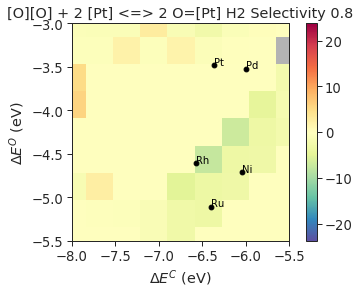 [O][O] + 2 [Pt] <=> 2 O=[Pt] H2 Selectivity 0.8
−3.0
−3.5
−4.0
−4.5
−5.0
−5.5
ΔE^O (eV)
Pt
Pd
Rh
Ni
Ru
−8.0 −7.5 −7.0 −6.5 −6.0 −5.5
ΔE^C (eV)
20
10
0
−10
−20